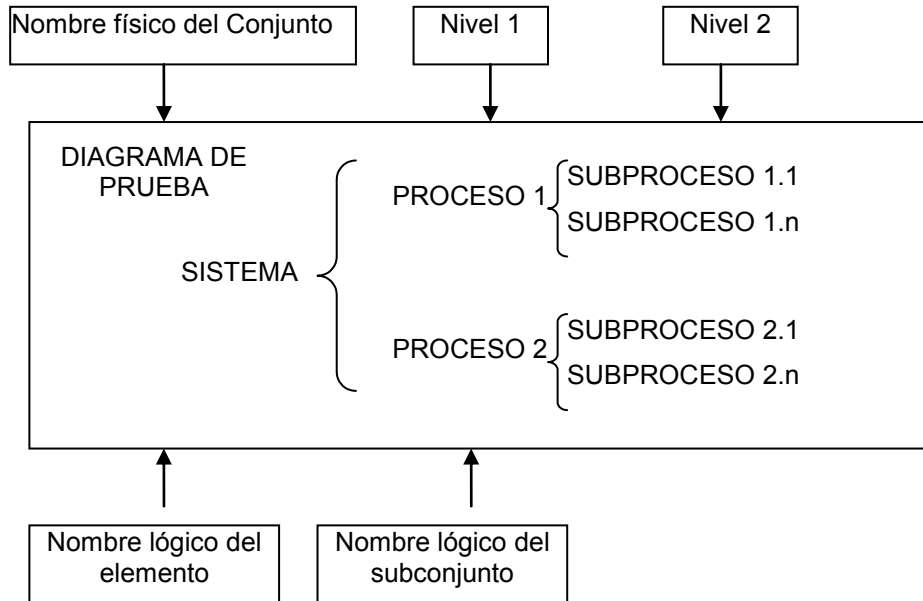 Nombre físico del Conjunto
Nivel 1
Nivel 2
DIAGRAMA DE
PRUEBA
SISTEMA
PROCESO 1
SUBPROCESO 1.1
SUBPROCESO 1.n
PROCESO 2
SUBPROCESO 2.1
SUBPROCESO 2.n
Nombre lógico del
elemento
Nombre lógico del
subconjunto